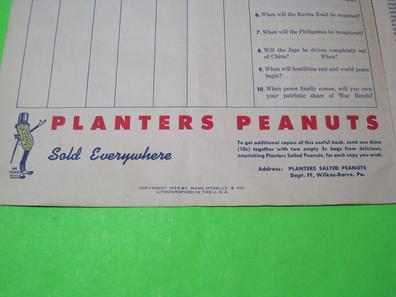 6. When will the Burma Road be reopened?
7. When will the Philippines be recaptured?
8. Will the Japs be driven completely out
of China? When?
9. When will hostilities end and world peace
begin?
10. When peace finally comes, will you own
your patriotic share of War Bonds?
PLANTERS PEANUTS
Sold Everywhere
To get additional copies of this useful book, send one dime
(10c) together with two empty 5c bags from delicious,
nourishing Planters Salted Peanuts, for each copy you wish.
Address: PLANTERS SALTED PEANUTS
Dept. FF, Wilkes-Barre, Pa.
MR. PEANUT
COPYRIGHT 1943 BY RAND MCNALLY & CO
LITHOGRAPHED IN THE U. S. A.